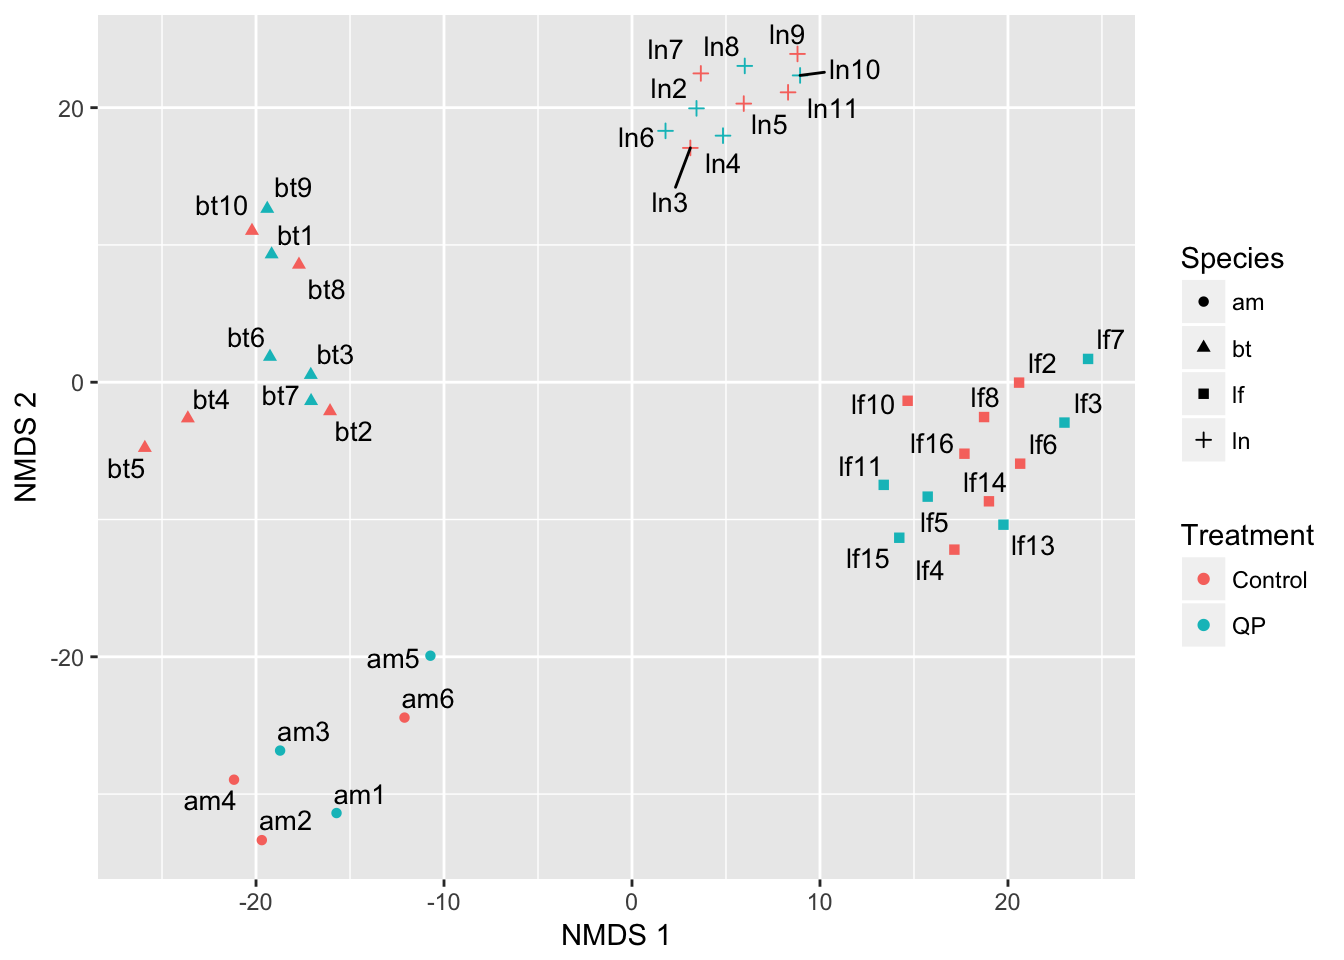 ln9
ln7
ln8
ln10
ln2
ln11
ln5
ln6
ln4
ln3
bt9
bt10
bt1
bt8
bt6
bt3
bt7
bt4
bt2
bt5
lf7
lf2
lf3
lf8
lf10
lf16
lf6
lf11
lf14
lf5
lf13
lf15
lf4
am5
am6
am3
am4
am1
am2
20
0
-20
NMDS 2
-20
-10
0
10
20
NMDS 1
Species
am
bt
lf
ln
Treatment
Control
QP